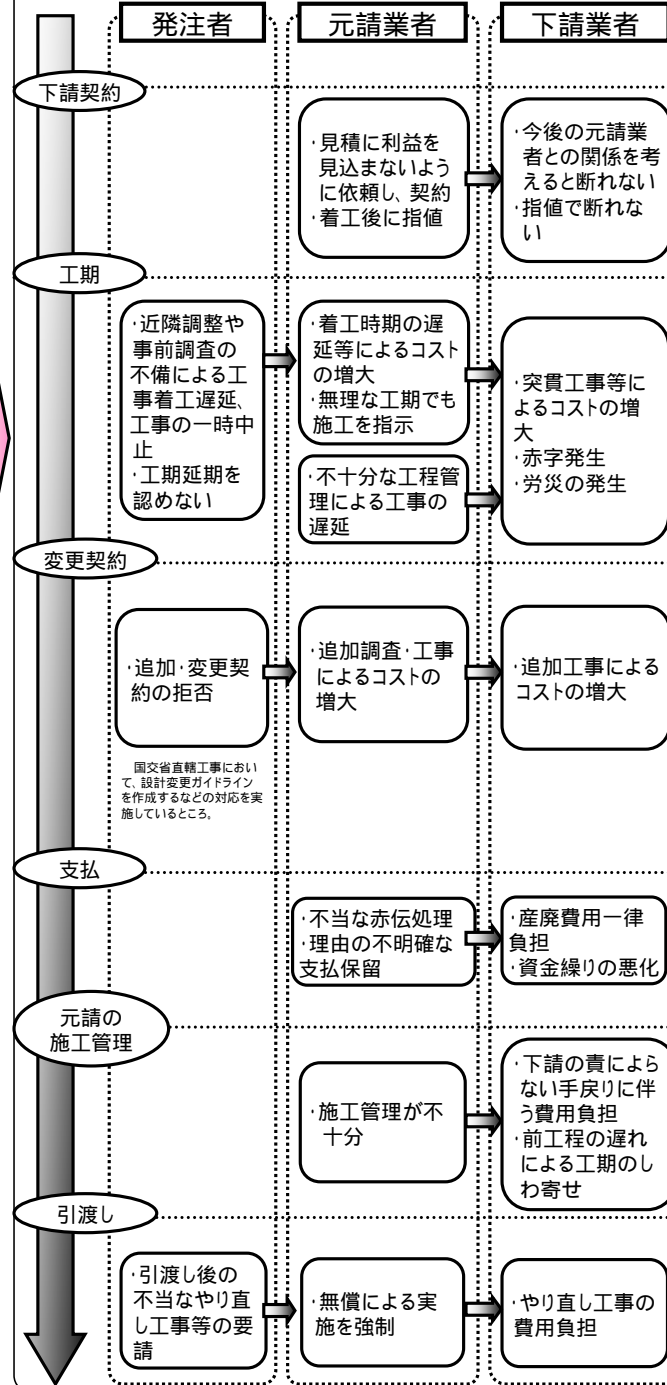 発注者
元請業者
下請業者
下請契約
・見積に利益を
見込まないよう
に依頼し、契約
・着工後に指値
・今後の元請業
者との関係を考
えると断れない
・指値で断れな
い
工期
・近隣調整や
事前調査の
不備による工
事着工遅延、
工事の一時中
止
・工期延期を
認めない
・着工時期の遅
延等によるコスト
の増大
・無理な工期でも
施工を指示
・不十分な工程管
理による工事の
遅延
・突貫工事等に
よるコストの増
大
・赤字発生
・労災の発生
変更契約
・追加・変更契
約の拒否
国交省直轄工事におい
て、設計変更ガイドライン
を作成するなどの対応を実
施しているところ。
・追加調査・工事
によるコストの
増大
・追加工事による
コストの増大
支払
・不当な赤伝処理
・理由の不明確な
支払保留
・産廃費用一律
負担
・資金繰りの悪化
元請の
施工管理
・施工管理が不
十分
・下請の責によら
ない手戻りに伴
う費用負担
・前工程の遅れ
による工期のし
わ寄せ
引渡し
・引渡し後の
不当なやり直
し工事等の要
請
・無償による実
施を強制
・やり直し工事の
費用負担